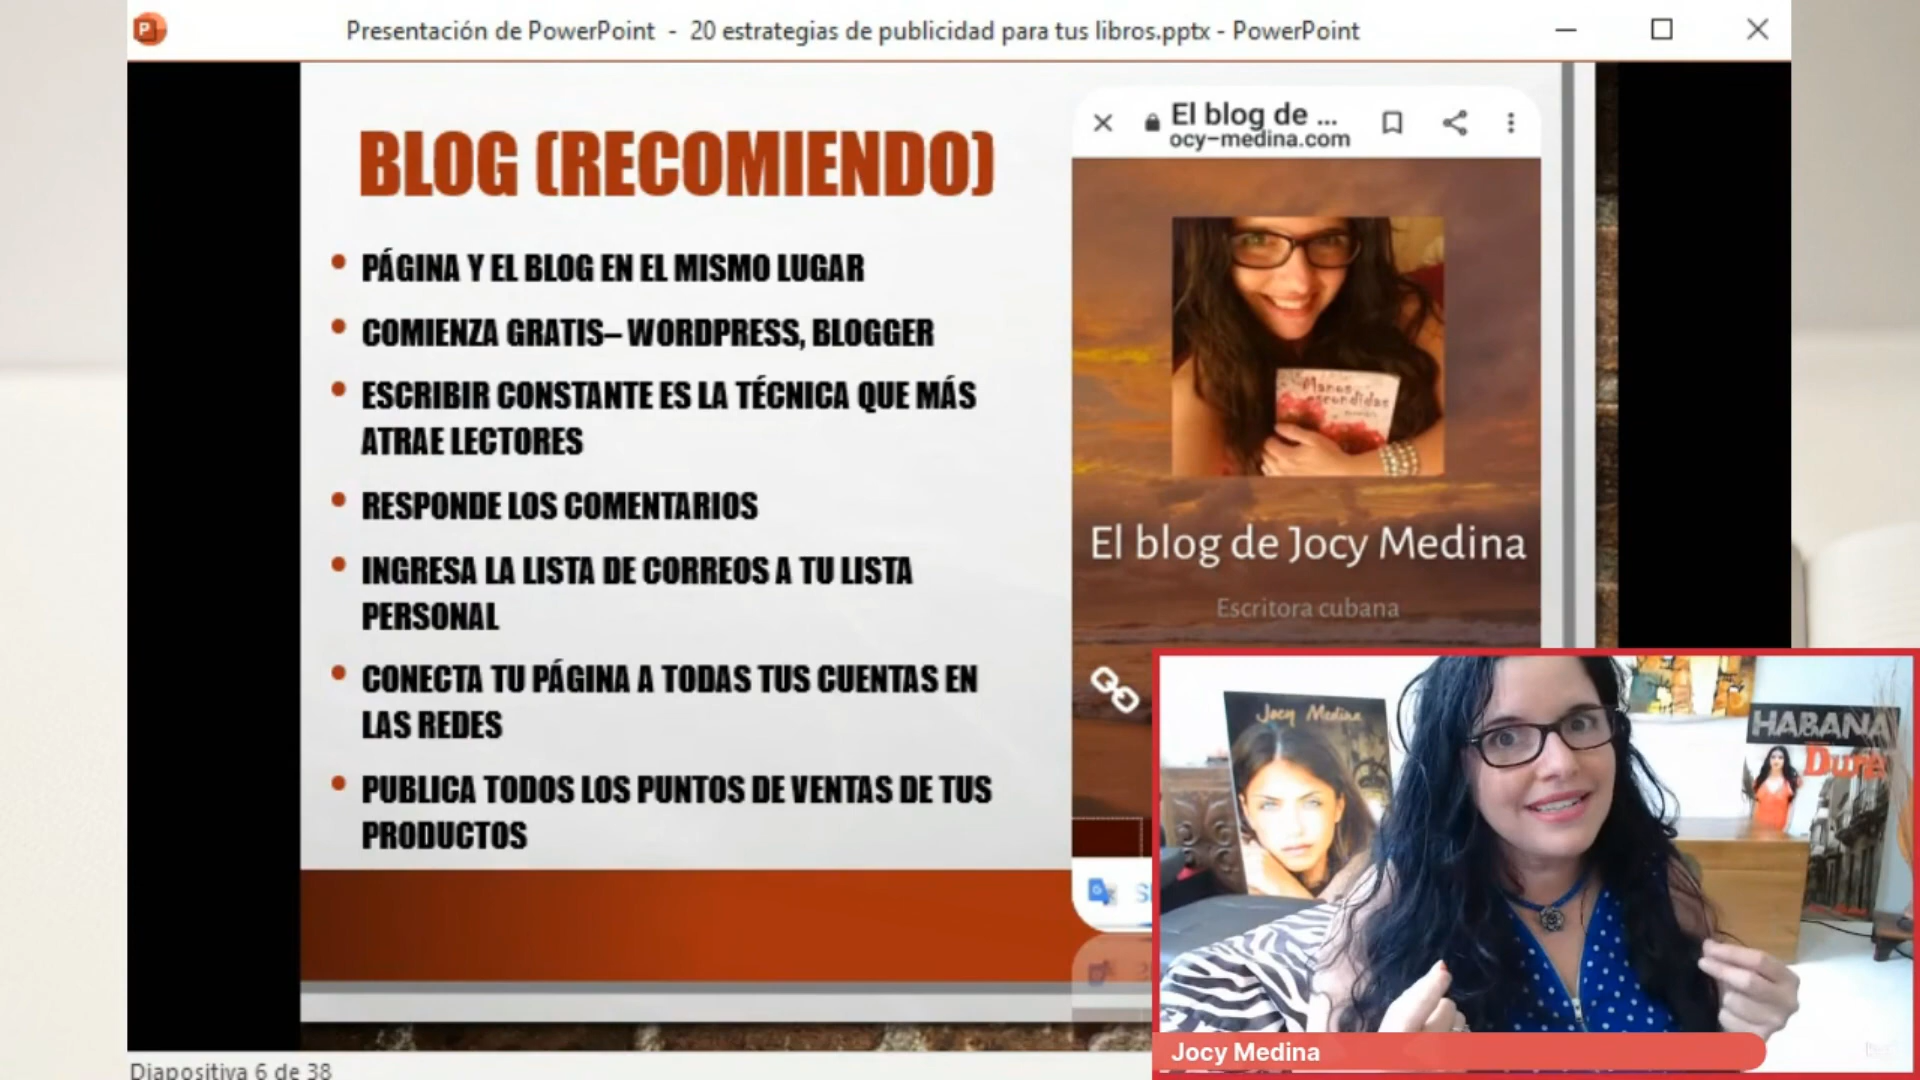 Presentación de PowerPoint - 20 estrategias de publicidad para tus libros.pptx - PowerPoint
BLOG (RECOMIENDO)
PÁGINA Y EL BLOG EN EL MISMO LUGAR
COMIENZA GRATIS– WORDPRESS, BLOGGER
ESCRIBIR CONSTANTE ES LA TÉCNICA QUE MÁS
ATRAE LECTORES
RESPONDE LOS COMENTARIOS
INGRESA LA LISTA DE CORREOS A TU LISTA
PERSONAL
CONECTA TU PÁGINA A TODAS TUS CUENTAS EN
LAS REDES
PUBLICA TODOS LOS PUNTOS DE VENTAS DE TUS
PRODUCTOS
El blog de ...
ocy-medina.com
Manos
escondidas
El blog de Jocy Medina
Escritora cubana
Jocy Medina
HABANA
Dura
Jocy Medina
Diapositiva 6 de 38